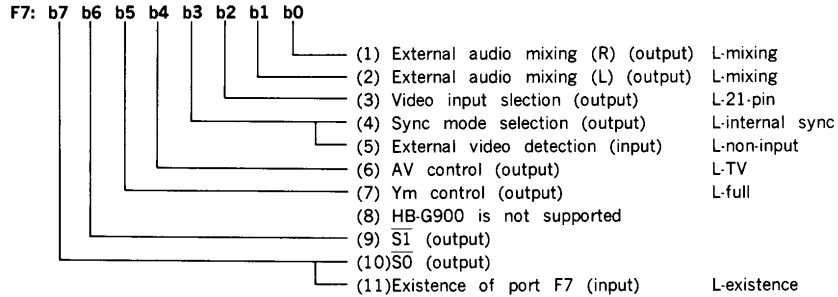 F7: b7 b6 b5 b4 b3 b2 b1 b0
(1) External audio mixing (R) (output) L-mixing
(2) External audio mixing (L) (output) L-mixing
(3) Video input slection (output) L-21-pin
(4) Sync mode selection (output) L-internal sync
(5) External video detection (input) L-non-input
(6) AV control (output) L-TV
(7) Ym control (output) L-full
(8) HB-G900 is not supported
(9) S̅1̅ (output)
(10)S̅0̅ (output)
(11)Existence of port F7 (input) L-existence